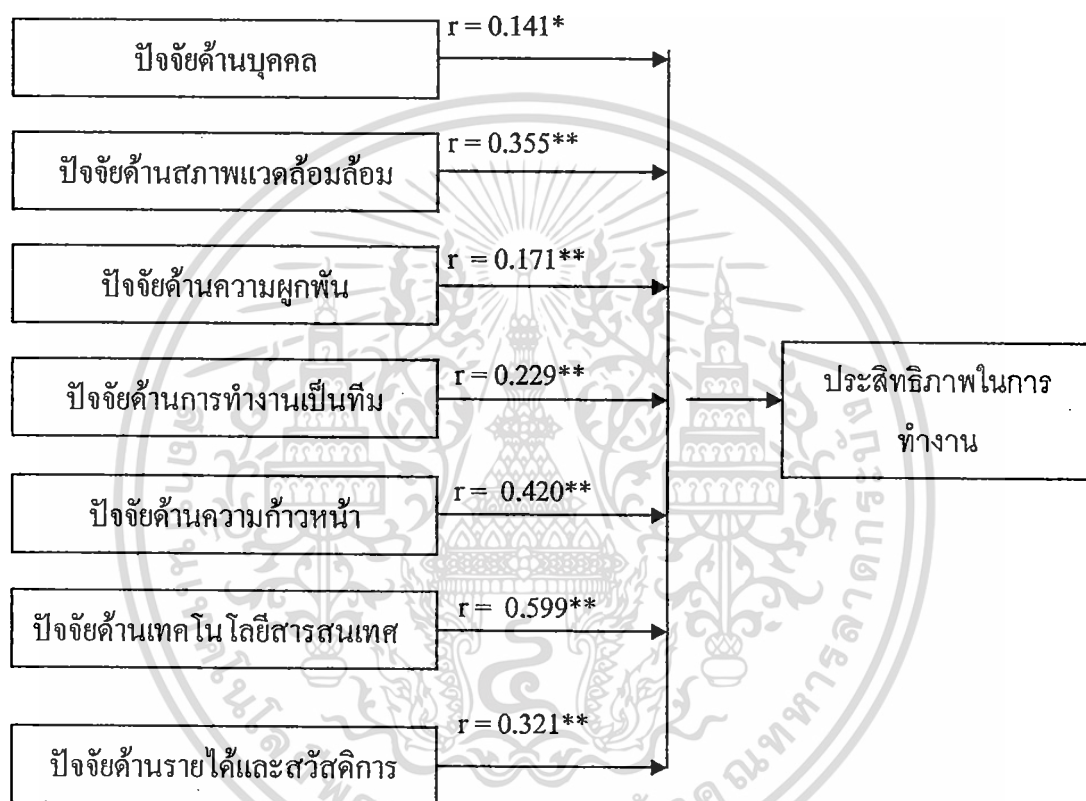 r = 0.141*
ปัจจัยด้านบุคคล
r = 0.355**
ปัจจัยด้านสภาพแวดล้อมล้อม
r = 0.171**
ปัจจัยด้านความผูกพัน
r = 0.229**
ปัจจัยด้านการทำงานเป็นทีม
r = 0.420**
ปัจจัยด้านความก้าวหน้า
r = 0.599**
ปัจจัยด้านเทคโนโลยีสารสนเทศ
r = 0.321**
ปัจจัยด้านรายได้และสวัสดิการ
ประสิทธิภาพในการ
ทำงาน